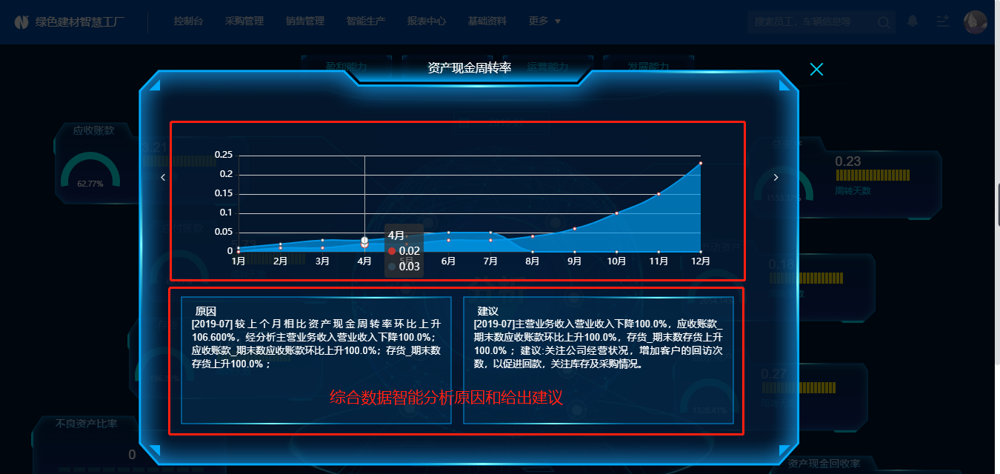 绿色建材智慧工厂
控制台 采购管理 销售管理 智能生产 报表中心 基础资料 更多
搜索员工，车辆信息等
盈利能力 资产现金周转率 运营能力 发展能力
应收账款
62.77%
3.21
0.23
周转天数
0.25
0.2
0.15
0.1
0.05
0
1月 2月 3月 4月 5月 6月 7月 8月 9月 10月 11月 12月
4月
0.02
0.03
0.18
原因
[2019-07]较上个月相比资产现金周转率环比上升
106.600%，经分析主营业务收入营业收入下降100.0%；
应收账款_期末数应收账款环比上升100.0%；存货_期末数
存货上升100.0%；
建议
[2019-07]主营业务收入营业收入下降100.0%，应收账款_
期末数应收账款环比上升100.0%，存货_期末数存货上升
100.0%；建议:关注公司经营状况，增加客户的回访次
数，以促进回款，关注库存及采购情况。
综合数据智能分析原因和给出建议
0.27
1328.41%
不良资产比率
0
资产现金回收率